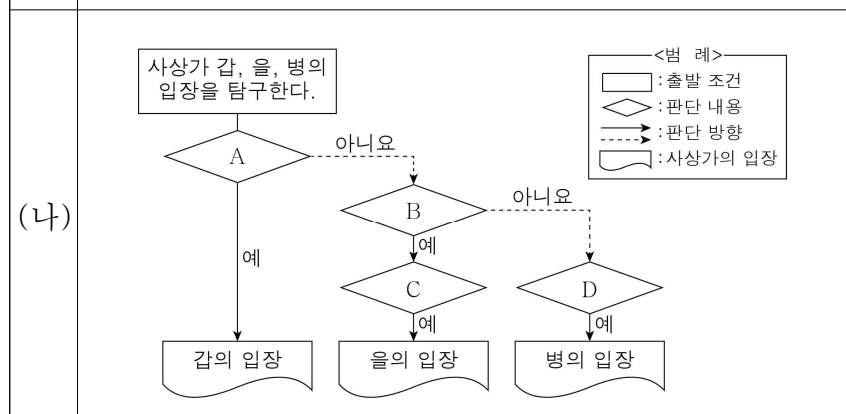 (나)
사상가 갑, 을, 병의
입장을 탐구한다.
<범 례>
: 출발 조건
: 판단 내용
: 판단 방향
: 사상가의 입장
A
아니요
B
아니요
예
예
C
D
예
예
갑의 입장
을의 입장
병의 입장